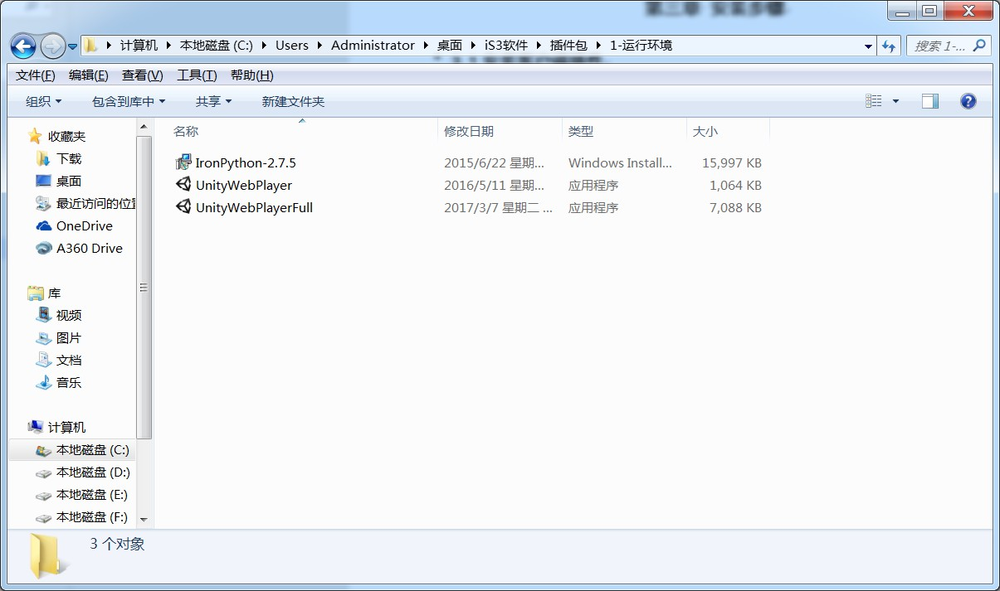 第三章 安装步骤
计算机 本地磁盘 (C:) Users Administrator 桌面 iS3软件 插件包 1-运行环境 搜索 1-...
文件(F) 编辑(E) 查看(V) 工具(T) 帮助(H)
组织 包含到库中 共享 新建文件夹
收藏夹
下载
桌面
最近访问的位置
OneDrive
A360 Drive
库
视频
图片
文档
音乐
计算机
本地磁盘 (C:)
本地磁盘 (D:)
本地磁盘 (E:)
本地磁盘 (F:)
名称 修改日期 类型 大小
IronPython-2.7.5 2015/6/22 星期... Windows Install... 15,997 KB
UnityWebPlayer 2016/5/11 星期... 应用程序 1,064 KB
UnityWebPlayerFull 2017/3/7 星期二 ... 应用程序 7,088 KB
3 个对象